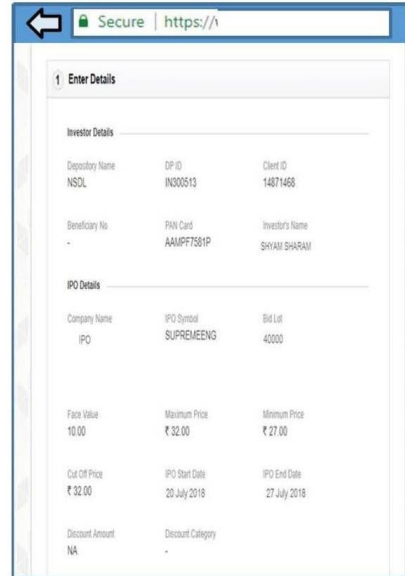 Secure | https://
1 Enter Details
Investor Details
Depository Name DP ID Client ID
NSDL IN300513 14871468
Beneficiary No. PAN Card Investor's Name
- AAMPF7581P SHYAM SHARAM
IPO Details
Company Name IPO Symbol Bid Lot
IPO SUPREMEENG 40000
Face Value Maximum Price Minimum Price
10.00 ₹ 32.00 ₹ 27.00
Cut Off Price IPO Start Date IPO End Date
₹ 32.00 20 July 2018 27 July 2018
Discount Amount Discount Category
NA -